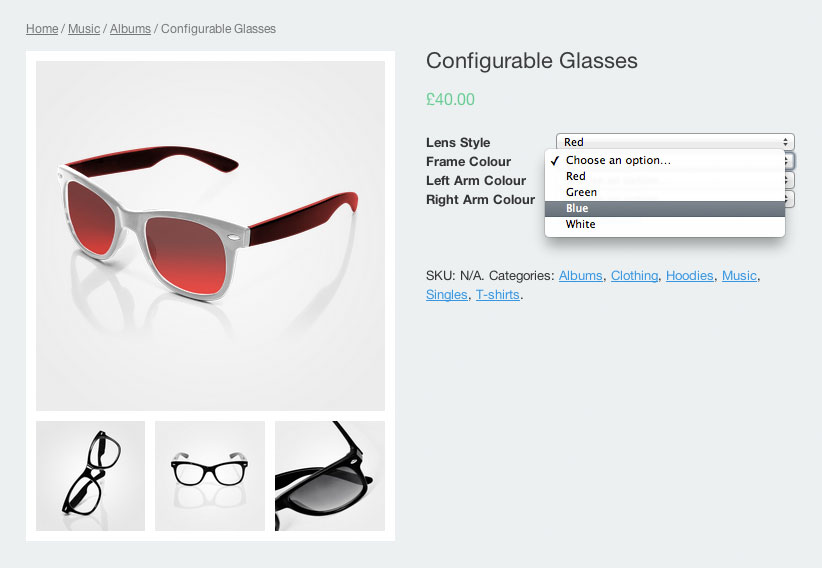 Home / Music / Albums / Configurable Glasses
Configurable Glasses
£40.00
Lens Style Red
Frame Colour ✓ Choose an option...
Red
Left Arm Colour
Green
Right Arm Colour
Blue
White
SKU: N/A. Categories: Albums, Clothing, Hoodies, Music,
Singles, T-shirts.